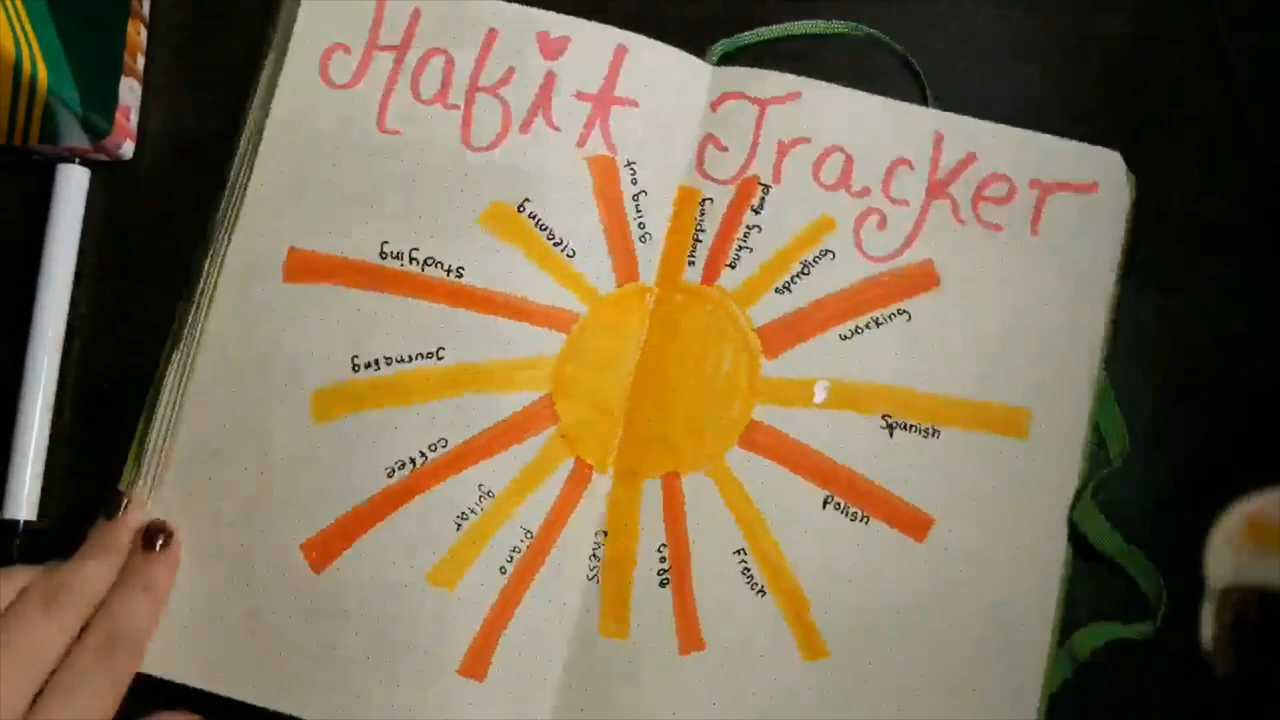 Habit Tracker
going out
shopping
buying food
spending
working
Spanish
Polish
French
code
chess
piano
guitar
coffee
journaling
studying
cleaning